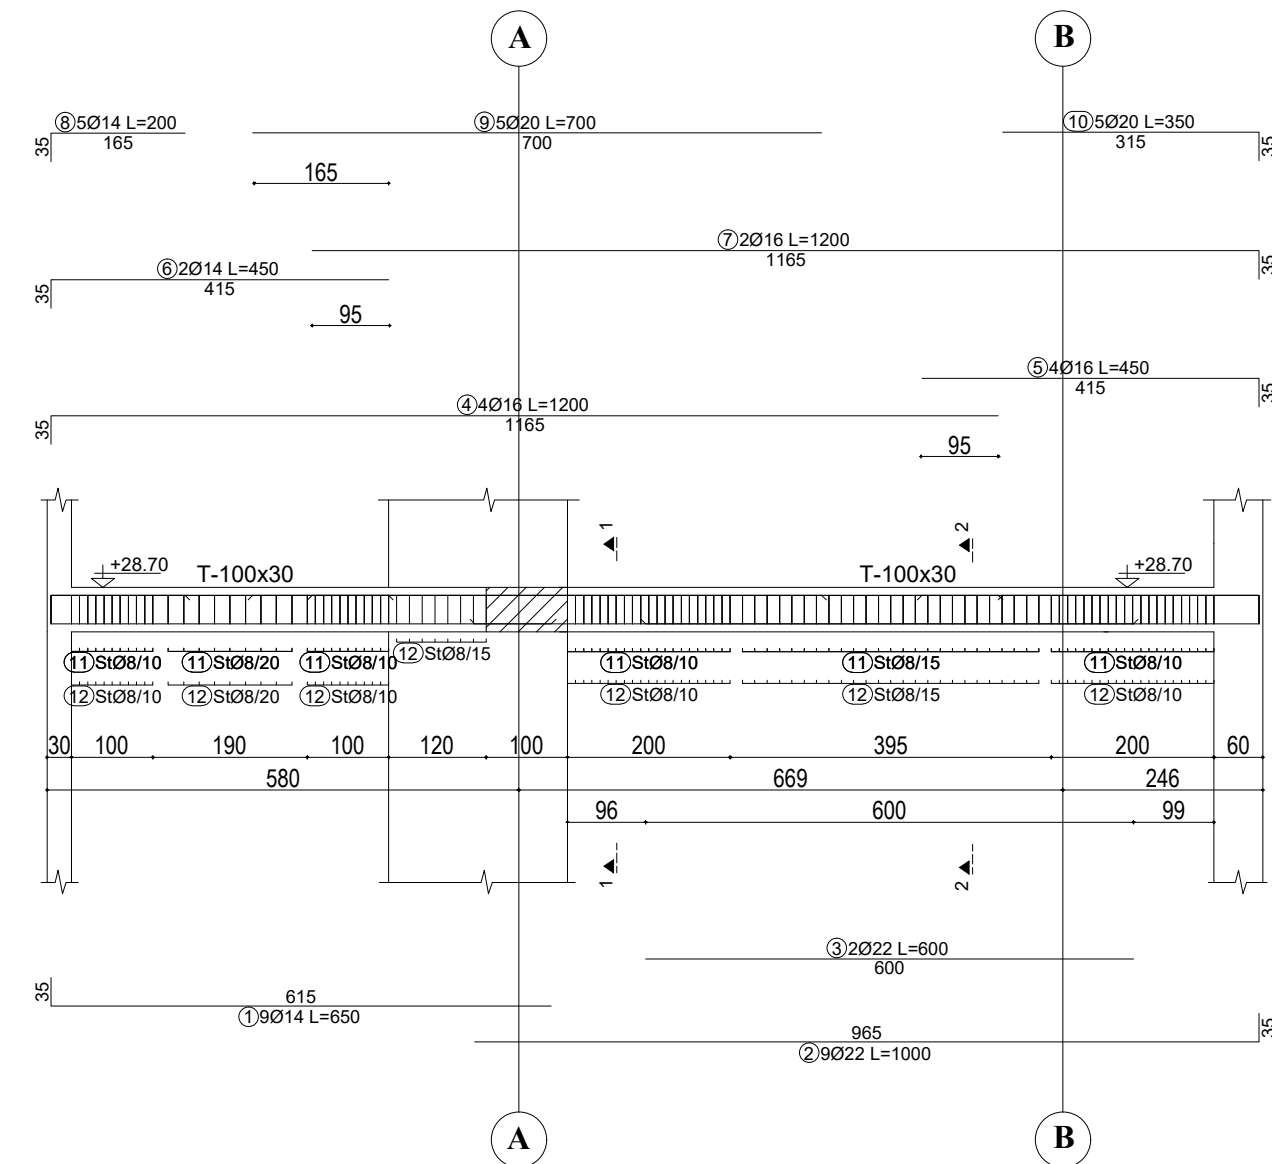 A
B
⑧5Ø14 L=200
165
35
⑨5Ø20 L=700
700
⑩5Ø20 L=350
315
35
165
⑦2Ø16 L=1200
1165
35
⑥2Ø14 L=450
415
35
95
⑤4Ø16 L=450
415
35
④4Ø16 L=1200
1165
35
95
1
2
+28.70
T-100x30
T-100x30
+28.70
⑪StØ8/10
⑪StØ8/20
⑪StØ8/10
⑫StØ8/15
⑪StØ8/10
⑪StØ8/15
⑪StØ8/10
⑫StØ8/10
⑫StØ8/20
⑫StØ8/10
⑫StØ8/10
⑫StØ8/15
⑫StØ8/10
30 100 190 100 120 100 200 395 200 60
580 669 246
96 600 99
1
2
③2Ø22 L=600
600
35
615
①9Ø14 L=650
965
35
②9Ø22 L=1000
A
B